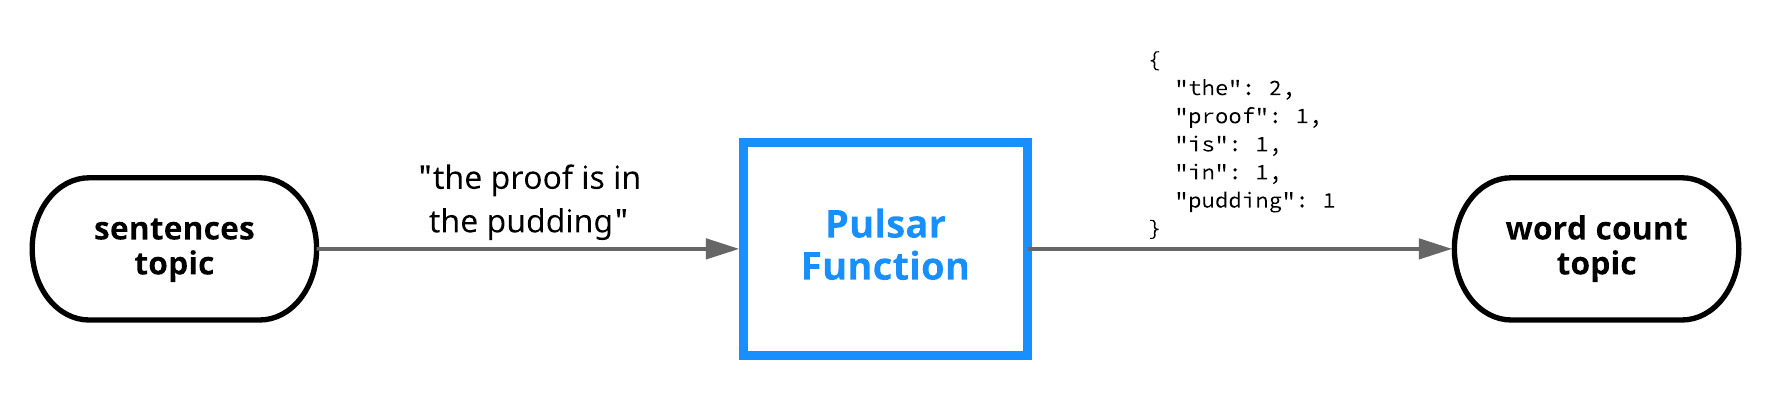 sentences
topic
"the proof is in
the pudding"
Pulsar
Function
{
"the": 2,
"proof": 1,
"is": 1,
"in": 1,
"pudding": 1
}
word count
topic